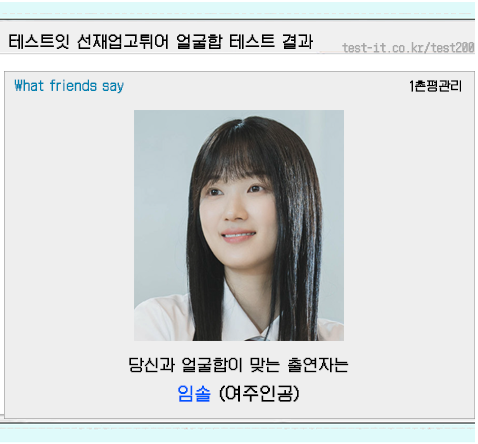 테스트잇 선재업고튀어 얼굴합 테스트 결과
test-it.co.kr/test200
What friends say
1촌평관리
당신과 얼굴합이 맞는 출연자는
임솔 (여주인공)